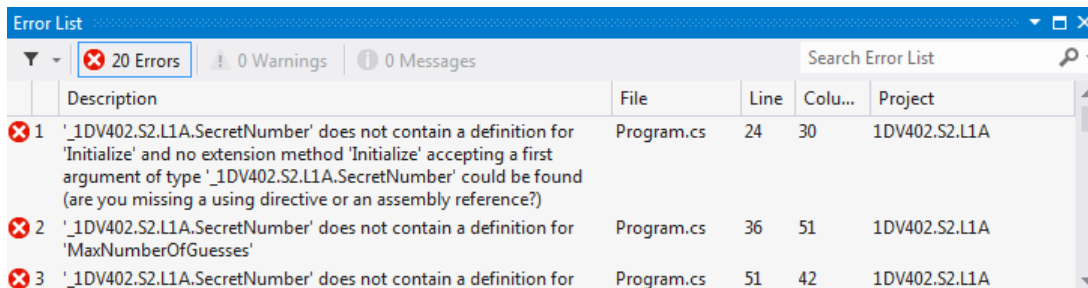 Error List
20 Errors 0 Warnings 0 Messages Search Error List
Description File Line Colu... Project
1 '_1DV402.S2.L1A.SecretNumber' does not contain a definition for Program.cs 24 30 1DV402.S2.L1A
'Initialize' and no extension method 'Initialize' accepting a first
argument of type '_1DV402.S2.L1A.SecretNumber' could be found
(are you missing a using directive or an assembly reference?)
2 '_1DV402.S2.L1A.SecretNumber' does not contain a definition for Program.cs 36 51 1DV402.S2.L1A
'MaxNumberOfGuesses'
3 '_1DV402.S2.L1A.SecretNumber' does not contain a definition for Program.cs 51 42 1DV402.S2.L1A